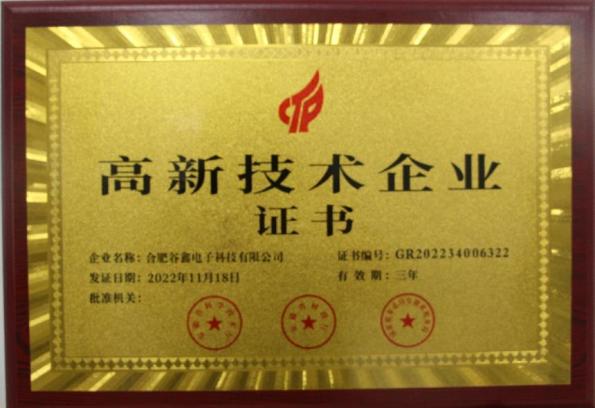 高新技术企业
证书
企业名称：合肥谷鑫电子科技有限公司
证书编号：GR202234006322
发证日期：2022年11月18日
有效期：三年
批准机关：